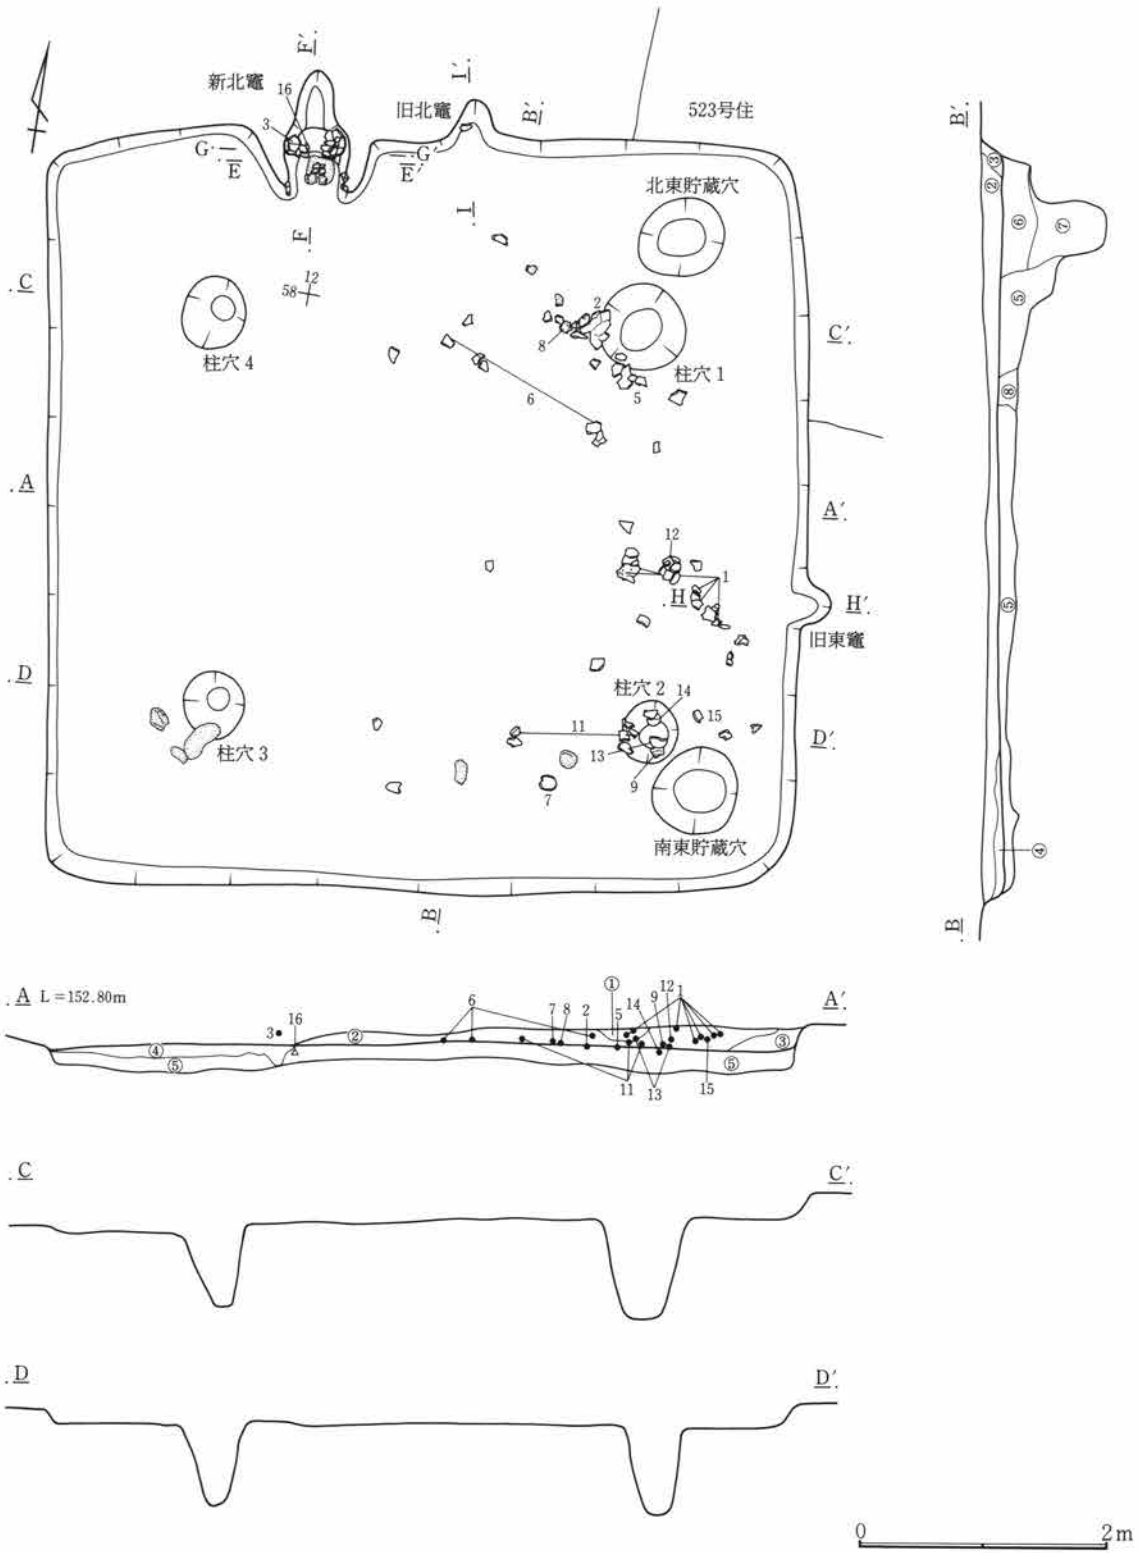 F′.
新北竈
16
3
I′.
旧北竈
B′.
523号住
B′.
G.
E
G′
E′
北東貯蔵穴
I
F
12
58
C
2
8
C′.
柱穴4
柱穴1
5
6
A
A′.
12
1
H
H′.
旧東竈
D
柱穴2
14
15
11
13
9
D′.
柱穴3
7
南東貯蔵穴
B
B
③
②
⑥
⑦
⑤
⑧
⑤
④
A L=152.80m
A′.
3
16
②
6
7
8
2
①
5
14
9
12
1
③
④
⑤
11
13
15
⑤
C
C′.
D
D′.
0
2m